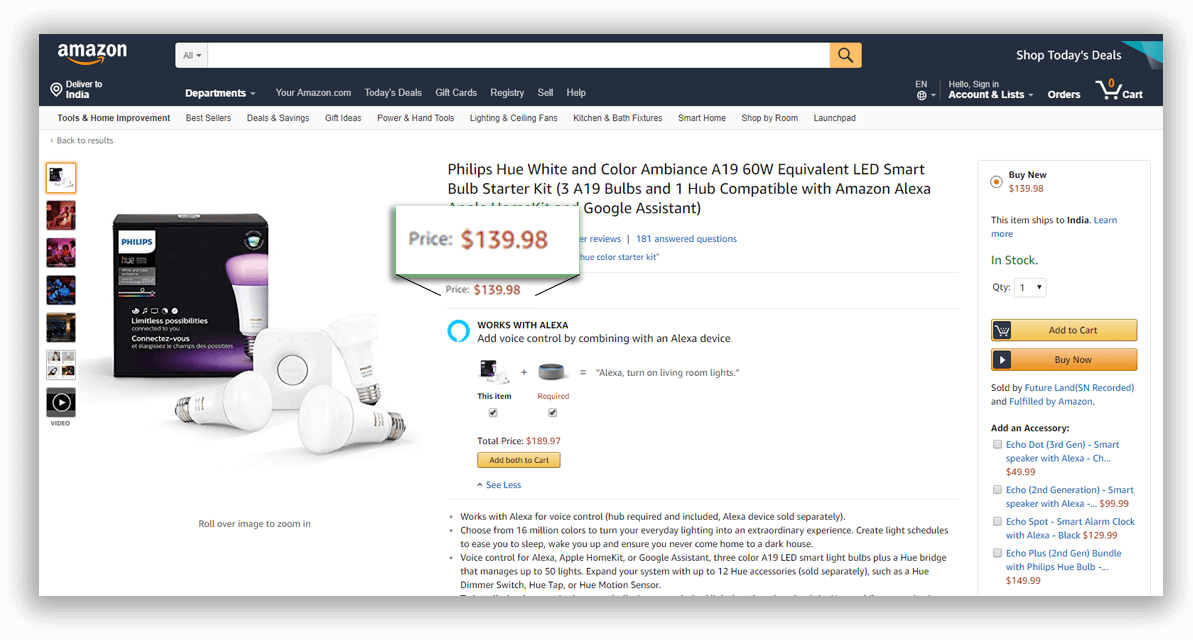 amazon
All
Shop Today's Deals
Deliver to
India
Departments
Your Amazon.com
Today's Deals
Gift Cards
Registry
Sell
Help
EN
Hello, Sign in
Account & Lists
Orders
0
Cart
Tools & Home Improvement
Best Sellers
Deals & Savings
Gift Ideas
Power & Hand Tools
Lighting & Ceiling Fans
Kitchen & Bath Fixtures
Smart Home
Shop by Room
Launchpad
‹ Back to results
VIDEO
PHILIPS
hue
Limitless possibilities
connected to you
Connectez-vous
et élargissez le champs des possibles
Roll over image to zoom in
Philips Hue White and Color Ambiance A19 60W Equivalent LED Smart
Bulb Starter Kit (3 A19 Bulbs and 1 Hub Compatible with Amazon Alexa
Google Assistant)
Price: $139.98
er reviews | 181 answered questions
hue color starter kit"
Price: $139.98
WORKS WITH ALEXA
Add voice control by combining with an Alexa device
+ = "Alexa, turn on living room lights."
This item
Required
Total Price: $189.97
Add both to Cart
See Less
• Works with Alexa for voice control (hub required and included, Alexa device sold separately).
• Choose from 16 million colors to turn your everyday lighting into an extraordinary experience. Create light schedules
to ease you to sleep, wake you up and ensure you never come home to a dark house.
• Voice control for Alexa, Apple HomeKit, or Google Assistant, three color A19 LED smart light bulbs plus a Hue bridge
that manages up to 50 lights. Expand your system with up to 12 Hue accessories (sold separately), such as a Hue
Dimmer Switch, Hue Tap, or Hue Motion Sensor.
Buy New
$139.98
This item ships to India. Learn
more
In Stock.
Qty: 1
Add to Cart
Buy Now
Sold by Future Land(SN Recorded)
and Fulfilled by Amazon.
Add an Accessory:
Echo Dot (3rd Gen) - Smart
speaker with Alexa - Ch...
$49.99
Echo (2nd Generation) - Smart
speaker with Alexa -... $99.99
Echo Spot - Smart Alarm Clock
with Alexa - Black $129.99
Echo Plus (2nd Gen) Bundle
with Philips Hue Bulb -...
$149.99